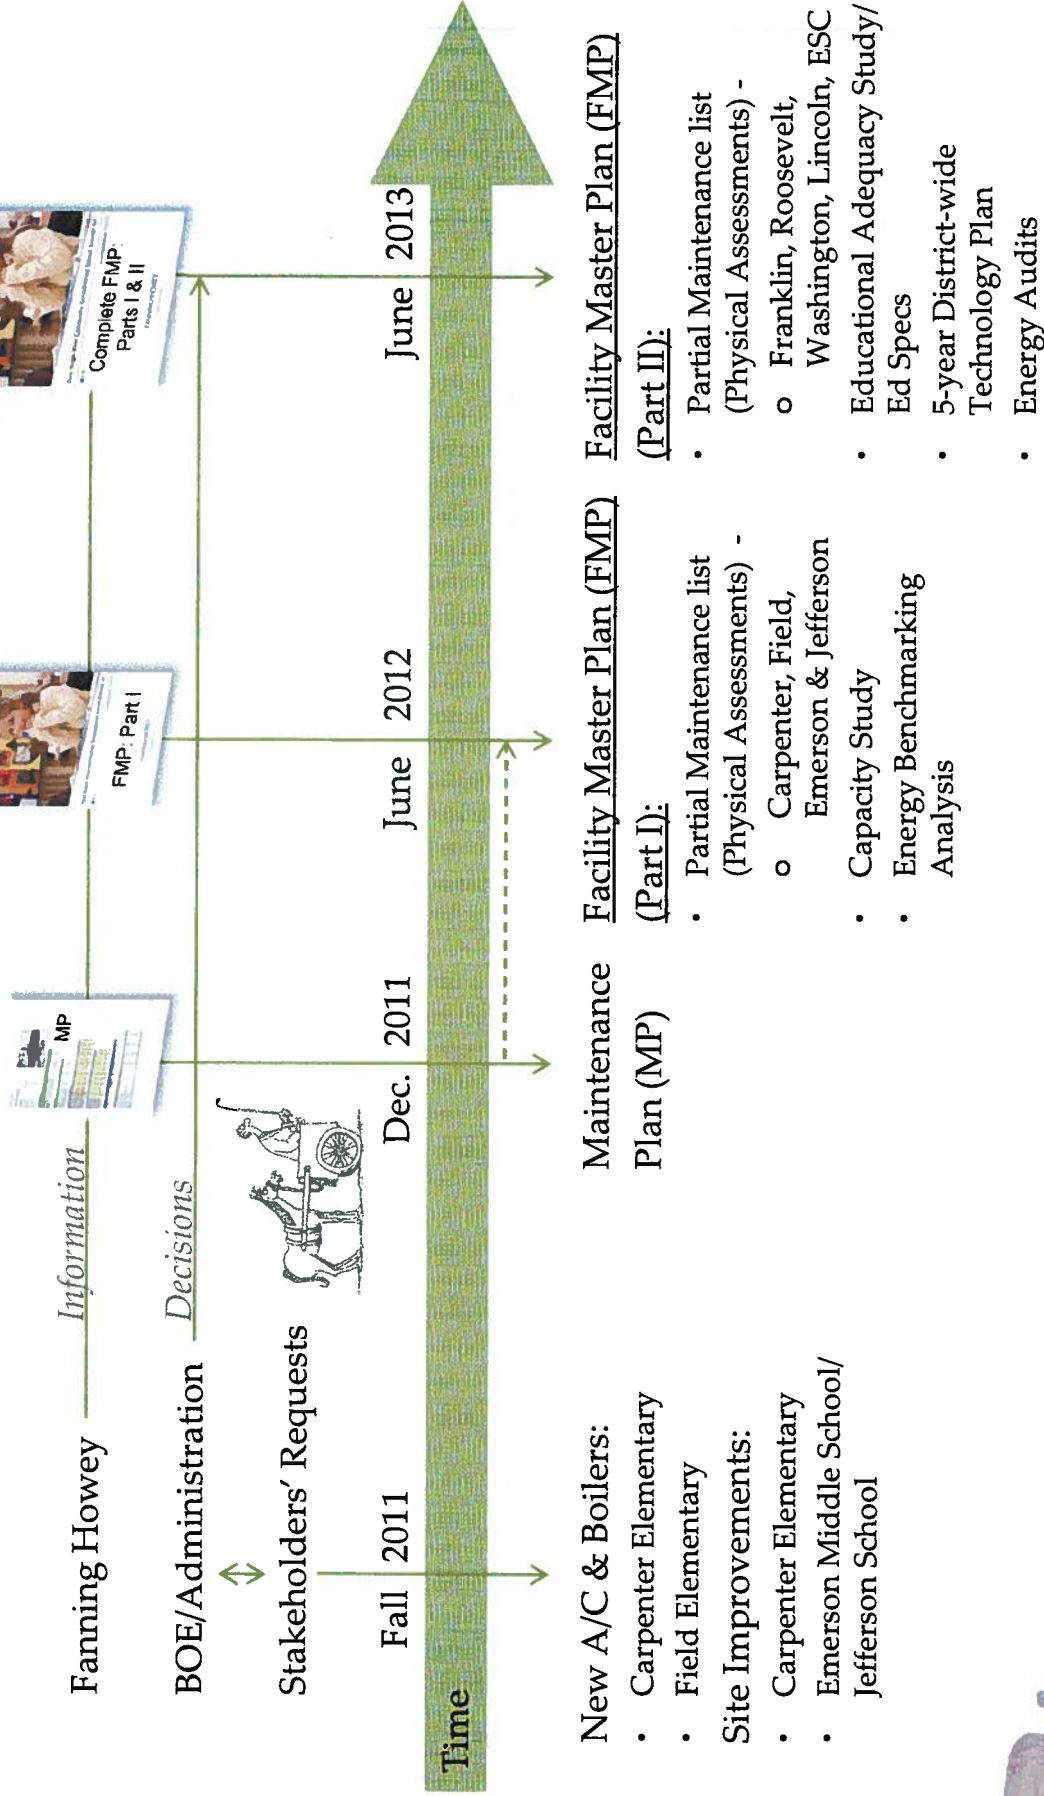 Fanning Howey
Information
MP
FMP: Part I
Complete FMP:
Parts I & II
BOE/Administration
Decisions
Stakeholders' Requests
Fall 2011
Dec. 2011
June 2012
June 2013
Time
New A/C & Boilers:
• Carpenter Elementary
• Field Elementary
Site Improvements:
• Carpenter Elementary
• Emerson Middle School/
Jefferson School
Maintenance
Plan (MP)
Facility Master Plan (FMP)
(Part I):
• Partial Maintenance list
(Physical Assessments) -
o Carpenter, Field,
Emerson & Jefferson
• Capacity Study
• Energy Benchmarking
Analysis
Facility Master Plan (FMP)
(Part II):
• Partial Maintenance list
(Physical Assessments) -
o Franklin, Roosevelt,
Washington, Lincoln, ESC
• Educational Adequacy Study/
Ed Specs
• 5-year District-wide
Technology Plan
• Energy Audits